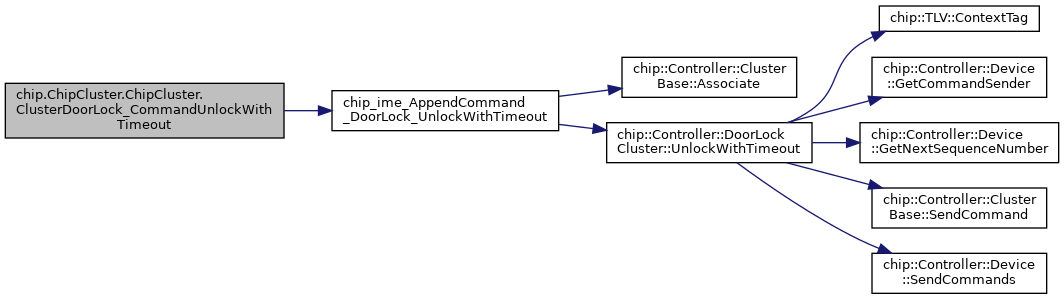 chip.ChipCluster.ChipCluster.
ClusterDoorLock_CommandUnlockWith
Timeout
chip_ime_AppendCommand
_DoorLock_UnlockWithTimeout
chip::Controller::Cluster
Base::Associate
chip::Controller::DoorLock
Cluster::UnlockWithTimeout
chip::TLV::ContextTag
chip::Controller::Device
::GetCommandSender
chip::Controller::Device
::GetNextSequenceNumber
chip::Controller::Cluster
Base::SendCommand
chip::Controller::Device
::SendCommands